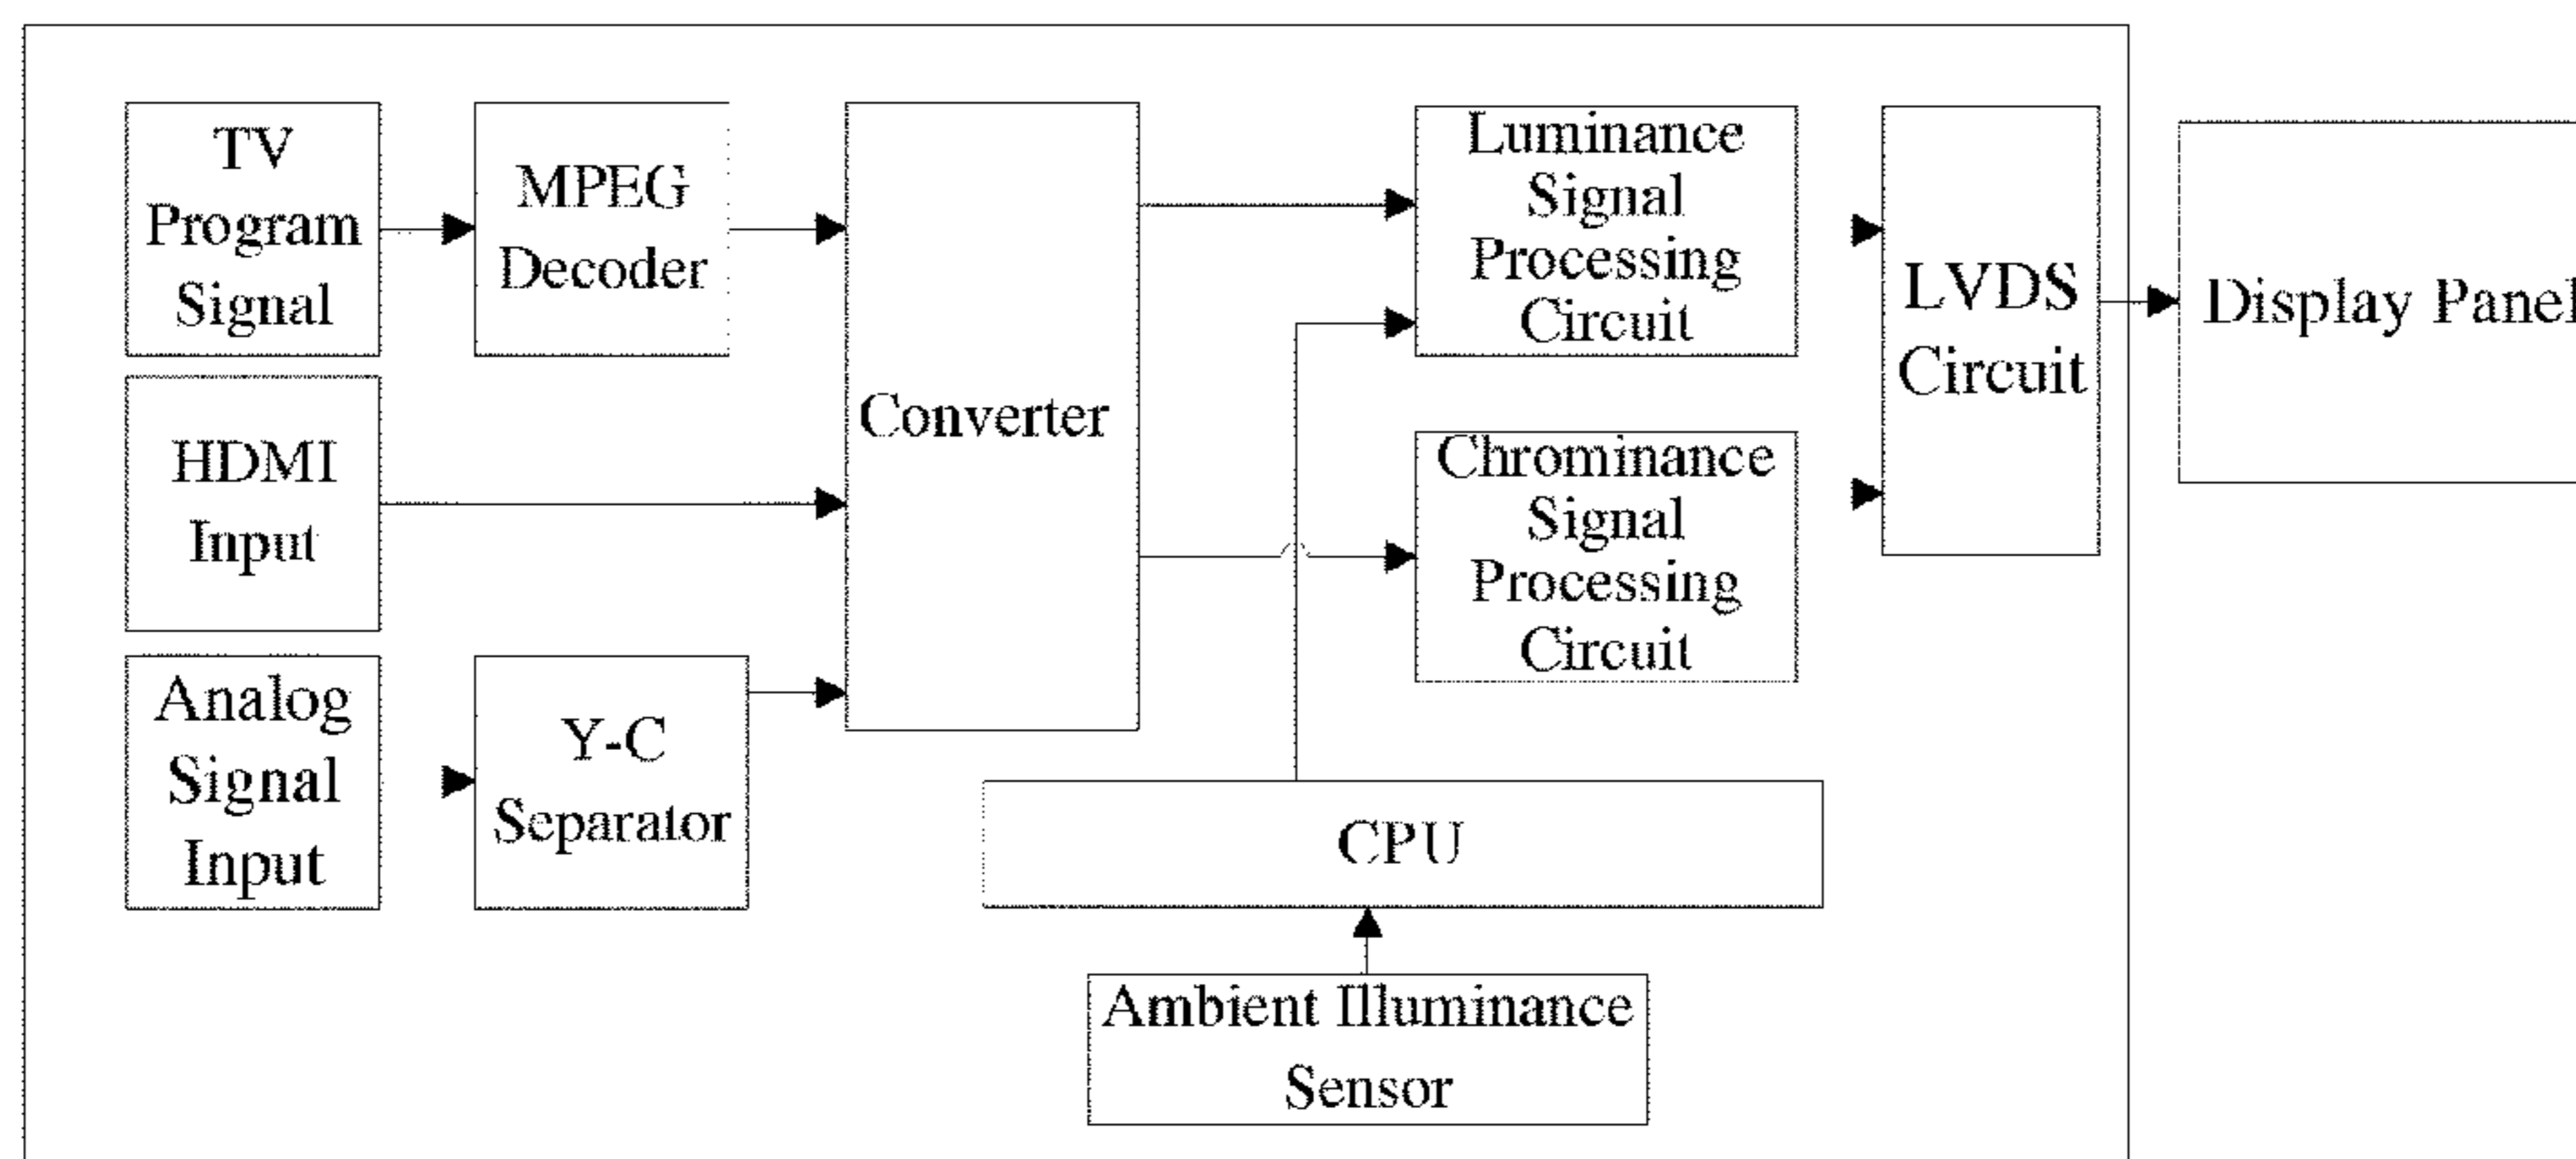 TV
Program
Signal
MPEG
Decoder
HDMI
Input
Analog
Signal
Input
Y-C
Separator
Converter
Luminance
Signal
Processing
Circuit
Chrominance
Signal
Processing
Circuit
LVDS
Circuit
Display Panel
CPU
Ambient Illuminance
Sensor